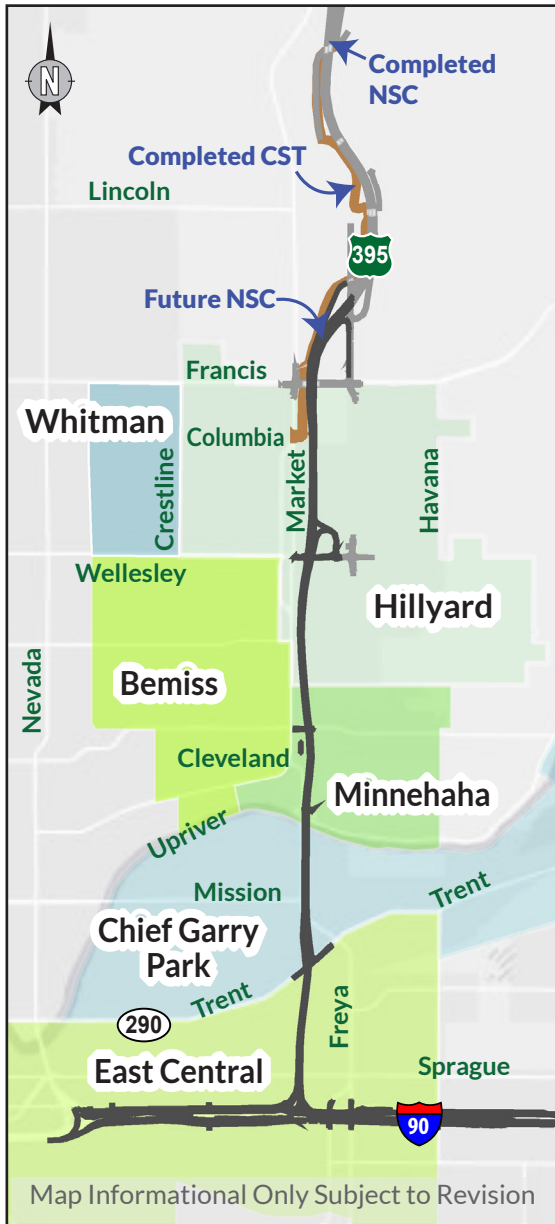 N
Completed
NSC
Completed CST
Lincoln
395
Future NSC
Francis
Whitman
Columbia
Crestline
Market
Havana
Wellesley
Hillyard
Nevada
Bemiss
Cleveland
Minnehaha
Upriver
Mission
Trent
Chief Garry
Park
Trent
290
Freya
East Central
Sprague
90
Map Informational Only Subject to Revision